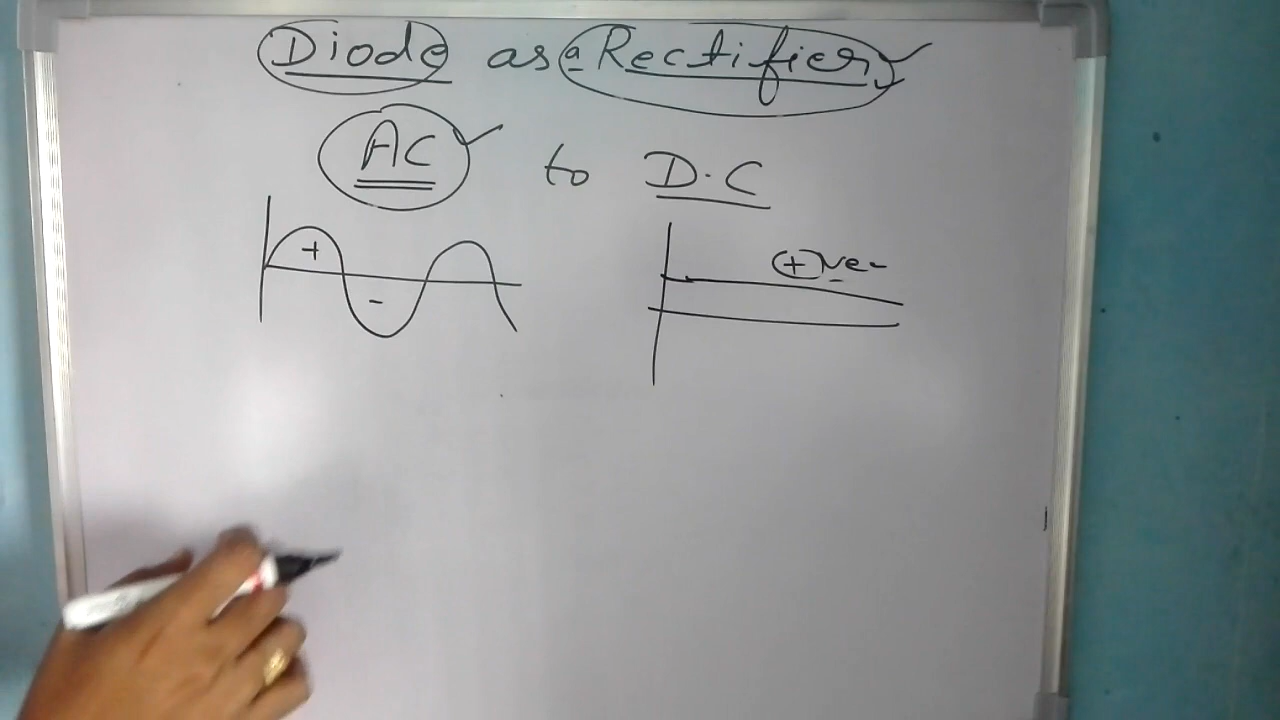 Diode as a Rectifier
AC to D.C
+
-
(+)ve-